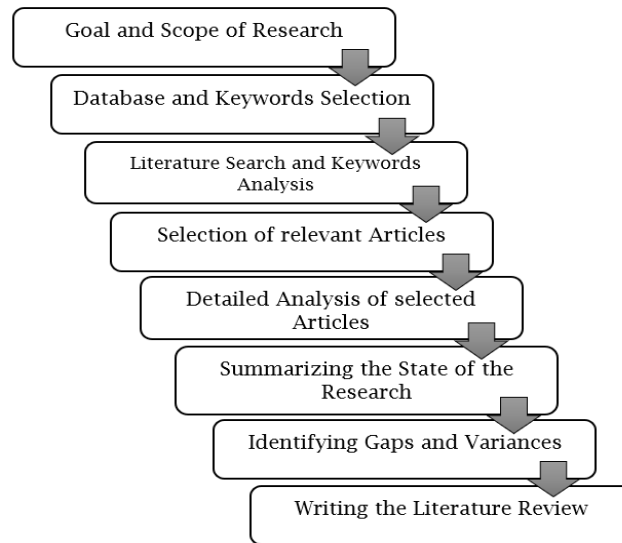 Goal and Scope of Research
Database and Keywords Selection
Literature Search and Keywords
Analysis
Selection of relevant Articles
Detailed Analysis of selected
Articles
Summarizing the State of the
Research
Identifying Gaps and Variances
Writing the Literature Review